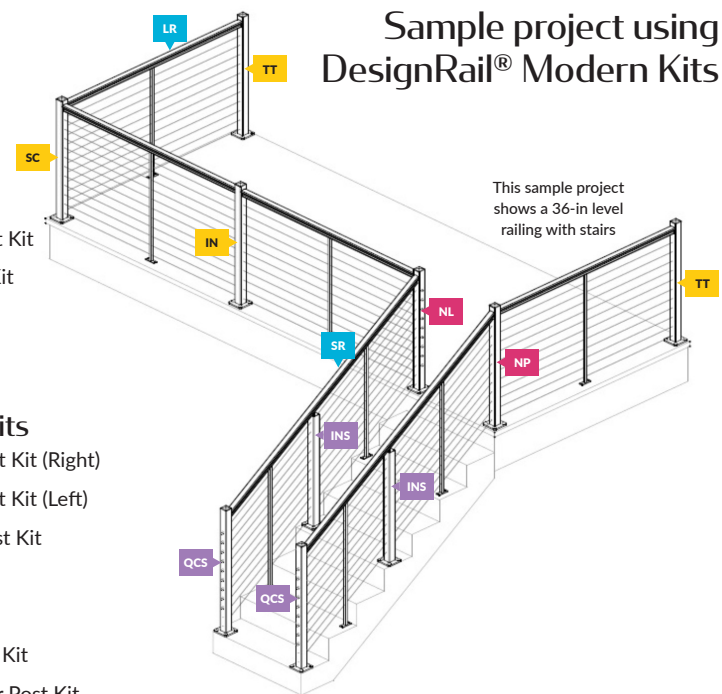 Sample project using
DesignRail® Modern Kits
LR
TT
SC
This sample project
shows a 36-in level
railing with stairs
t Kit
IN
it
TT
NL
SR
NP
its
INS
t Kit (Right)
INS
t Kit (Left)
st Kit
QCS
QCS
Kit
r Post Kit